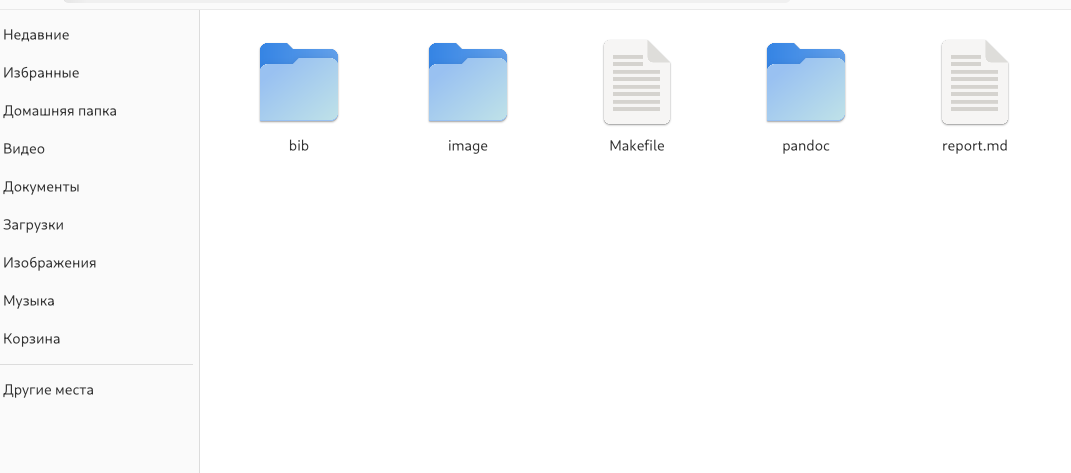 Недавние
Избранные
Домашняя папка
Видео
Документы
Загрузки
Изображения
Музыка
Корзина
Другие места
bib
image
Makefile
pandoc
report.md